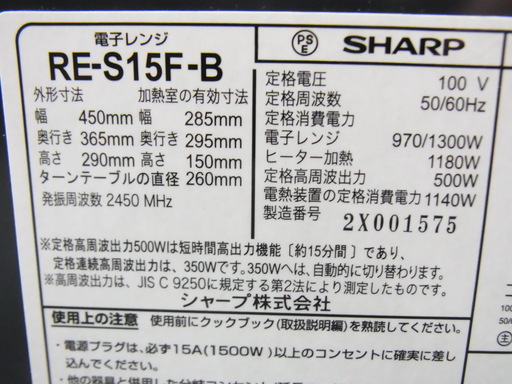 電子レンジ
RE-S15F-B
外形寸法 加熱室の有効寸法
幅 450mm 幅 285mm
奥行き 365mm 奥行き 295mm
高さ 290mm 高さ 150mm
ターンテーブルの直径 260mm
発振周波数 2450 MHz
PS
E
SHARP
定格電圧 100 V
定格周波数 50/60Hz
定格消費電力
電子レンジ 970/1300W
ヒーター加熱 1180W
定格高周波出力 500W
電熱装置の定格消費電力1140W
製造番号 2X001575
※定格高周波出力500Wは短時間高出力機能〔約15分間〕であり、
定格連続高周波出力は、350Wです。350Wへは、自動的に切り替わります。
※定格高周波出力は、JIS C 9250に規定する第2法により測定したものです。
シャープ株式会社
使用上の注意 使用前にクックブック(取扱説明編)を熟読してください。
・電源プラグは、必ず15A(1500W)以上のコンセントに確実に差し
込んでください。